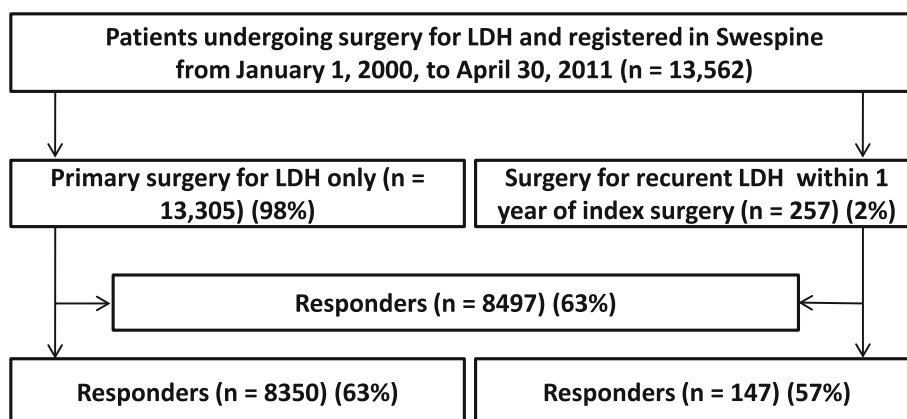 Patients undergoing surgery for LDH and registered in Swespine
from January 1, 2000, to April 30, 2011 (n = 13,562)
Primary surgery for LDH only (n =
13,305) (98%)
Surgery for recurent LDH within 1
year of index surgery (n = 257) (2%)
Responders (n = 8497) (63%)
Responders (n = 8350) (63%)
Responders (n = 147) (57%)